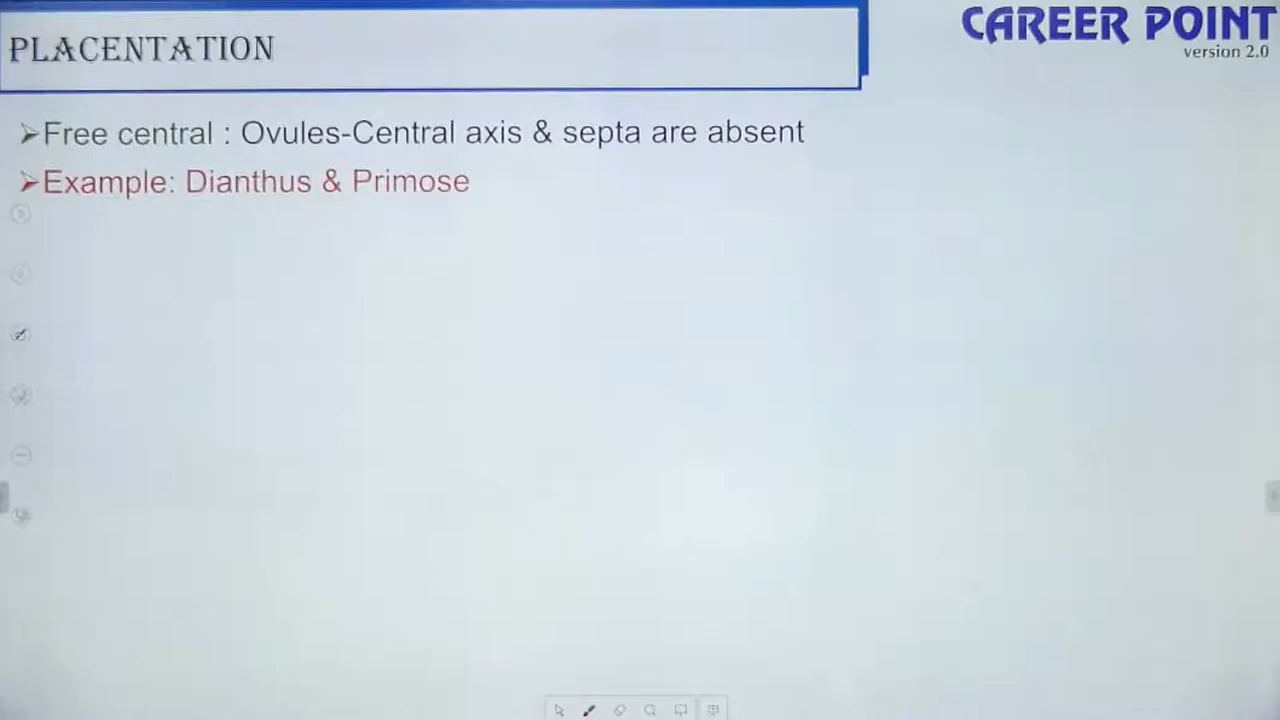 PLACENTATION
CAREER POINT
version 2.0
➢Free central : Ovules-Central axis & septa are absent
➢Example: Dianthus & Primose